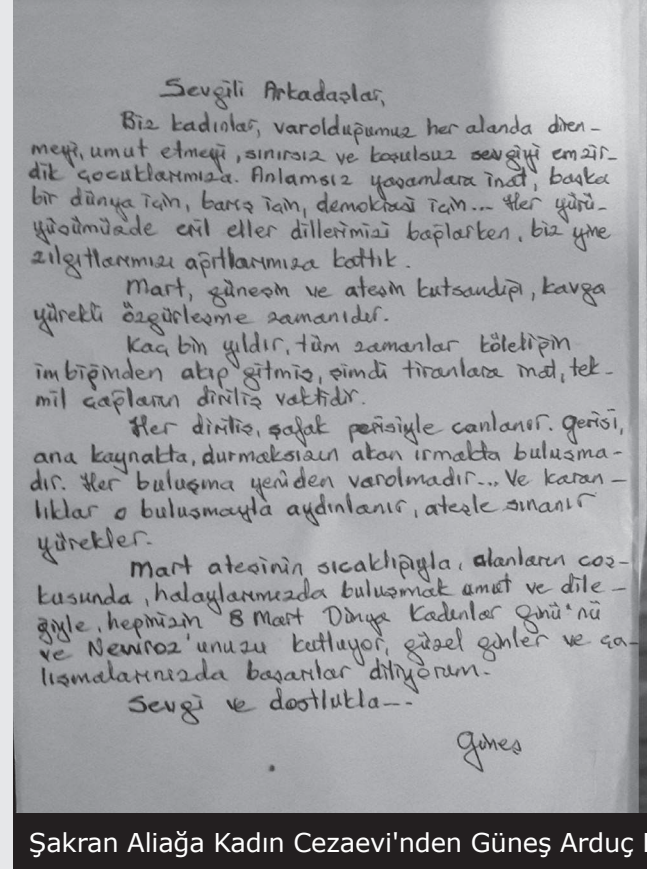 Sevgili Arkadaşlar,
Biz kadınlar, varolduğumuz her alanda diren-
meyi, umut etmeyi, sınırsız ve koşulsuz sevgiyi emzir-
dik çocuklarımıza. Anlamsız yaşamlara inat, başka
bir dünya için, barış için, demokrasi için... Her yürü-
yüşümüzde eril eller dillerimizi bağlarken, biz yine
zılgıtlarımızı ağıtlarımıza kattık.
Mart, güneşin ve ateşin kutsandığı, kavga
yürekli özgürleşme zamanıdır.
Kaç bin yıldır, tüm zamanlar köleliğin
imbiğinden akıp gitmiş, şimdi tiranlara inat, tek-
mil çağların diriliş vaktidir.
Her diriliş, şafak perisiyle canlanır. Gerisi,
ana kaynakta, durmaksızın akan ırmakta buluşma-
dır. Her buluşma yeniden varolmadır... Ve karan-
lıklar o buluşmayla aydınlanır, ateşle sınanır
yürekler.
Mart ateşinin sıcaklığıyla, alanların coş-
kusunda, halaylarımızda buluşmak umut ve dile-
ğiyle, hepinizin 8 Mart Dünya Kadınlar Günü'nü
ve Newroz'unuzu kutluyor, güzel günler ve ça-
lışmalarınızda başarılar diliyorum.
Sevgi ve dostlukla---
Güneş
Şakran Aliağa Kadın Cezaevi'nden Güneş Arduç